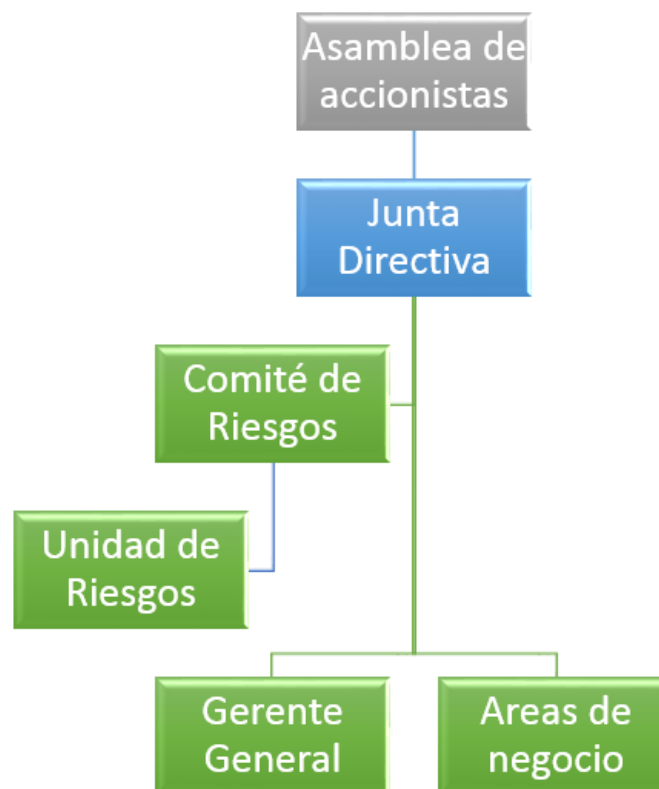 Asamblea de
accionistas
Junta
Directiva
Comité de
Riesgos
Unidad de
Riesgos
Gerente
General
Areas de
negocio